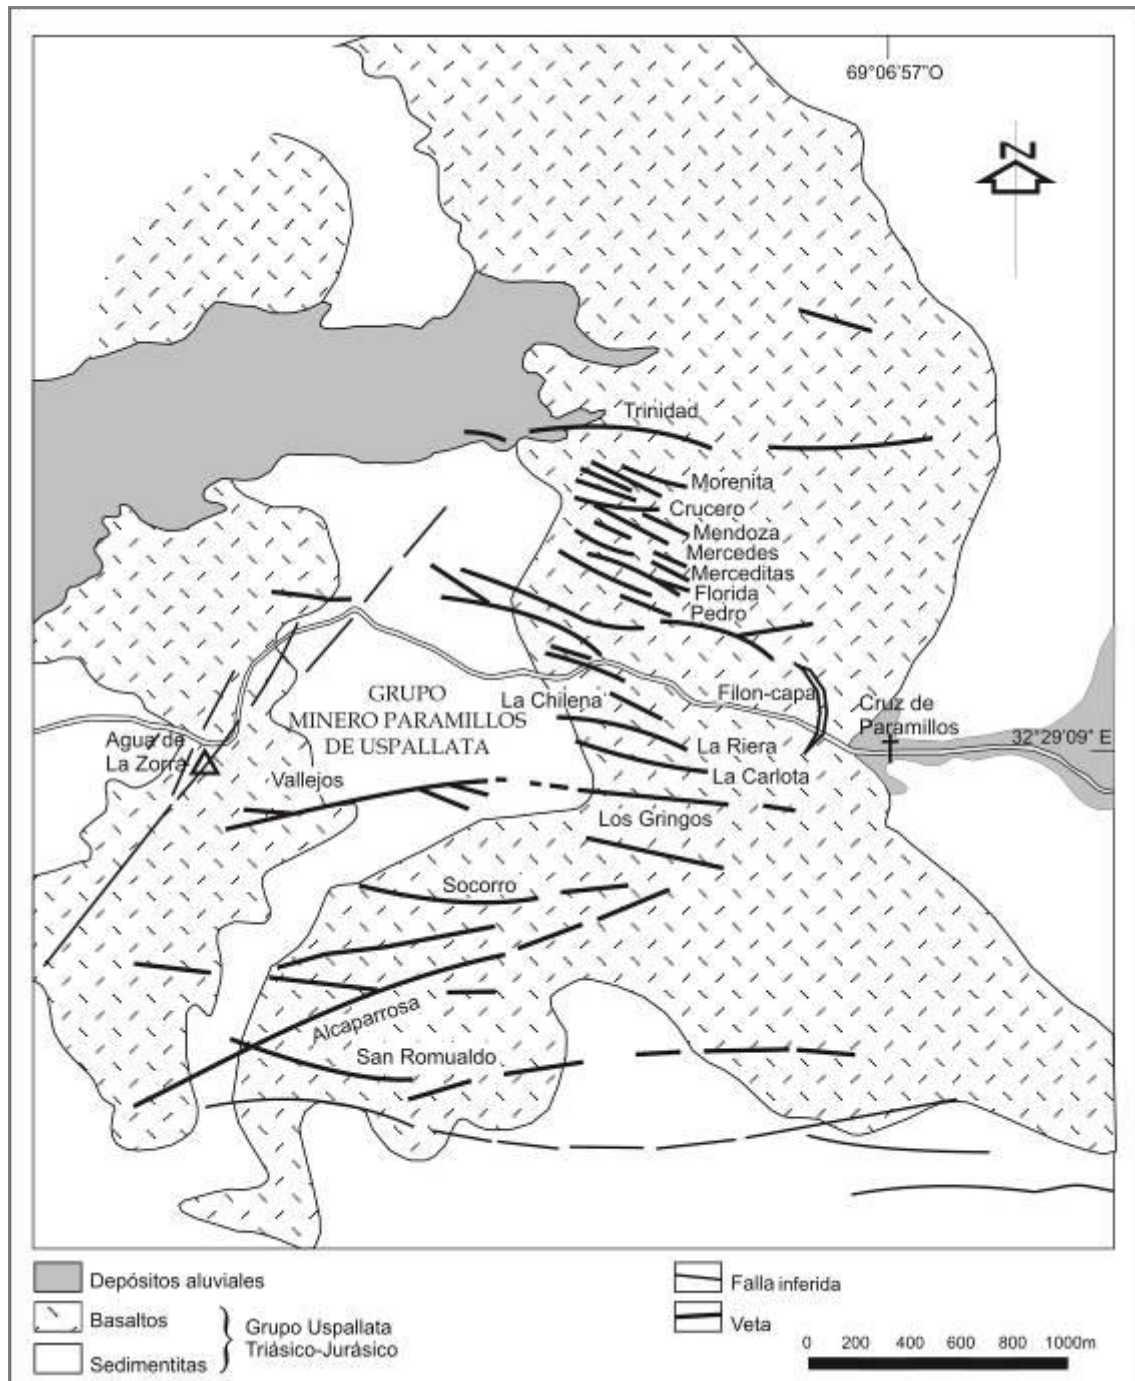 69°06'57"O
N
Trinidad
Morenita
Crucero
Mendoza
Mercedes
Merceditas
Florida
Pedro
GRUPO
MINERO PARAMILLOS
DE USPALLATA
La Chilena
Filon-capa
Cruz de
Paramillos
32°29'09" E
Agua de
La Zorra
La Riera
La Carlota
Vallejos
Los Gringos
Socorro
Alcaparrosa
San Romualdo
Depósitos aluviales
Basaltos
Sedimentitas
Grupo Uspallata
Triásico-Jurásico
Falla inferida
Veta
0 200 400 600 800 1000m